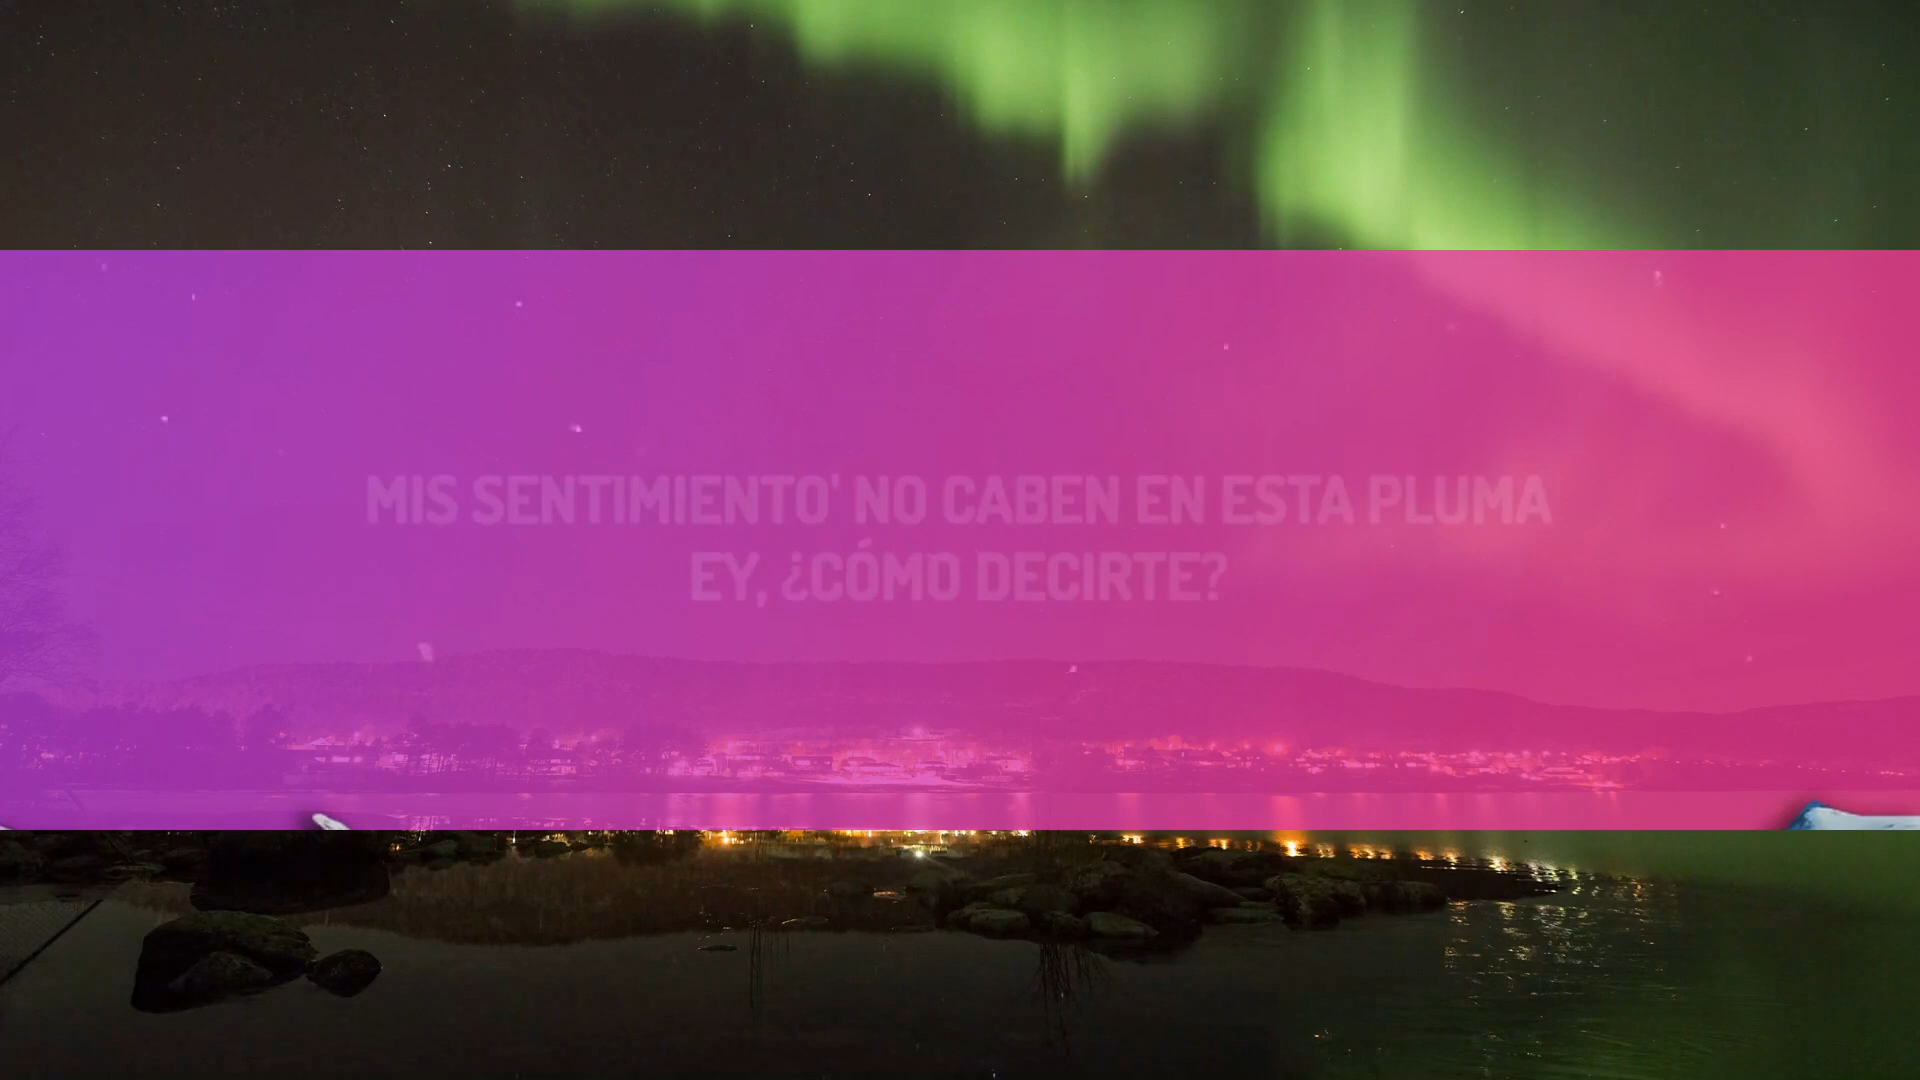 MIS SENTIMIENTO' NO CABEN EN ESTA PLUMA
EY, ¿CÓMO DECIRTE?